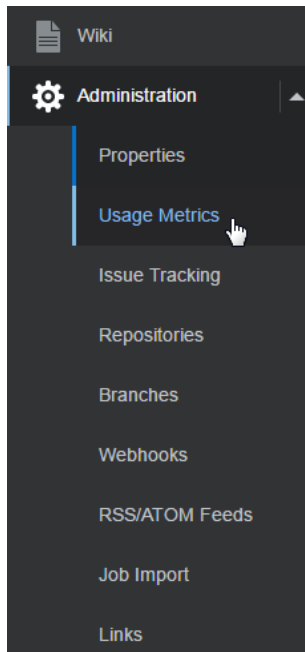 Wiki
Administration
Properties
Usage Metrics
Issue Tracking
Repositories
Branches
Webhooks
RSS/ATOM Feeds
Job Import
Links